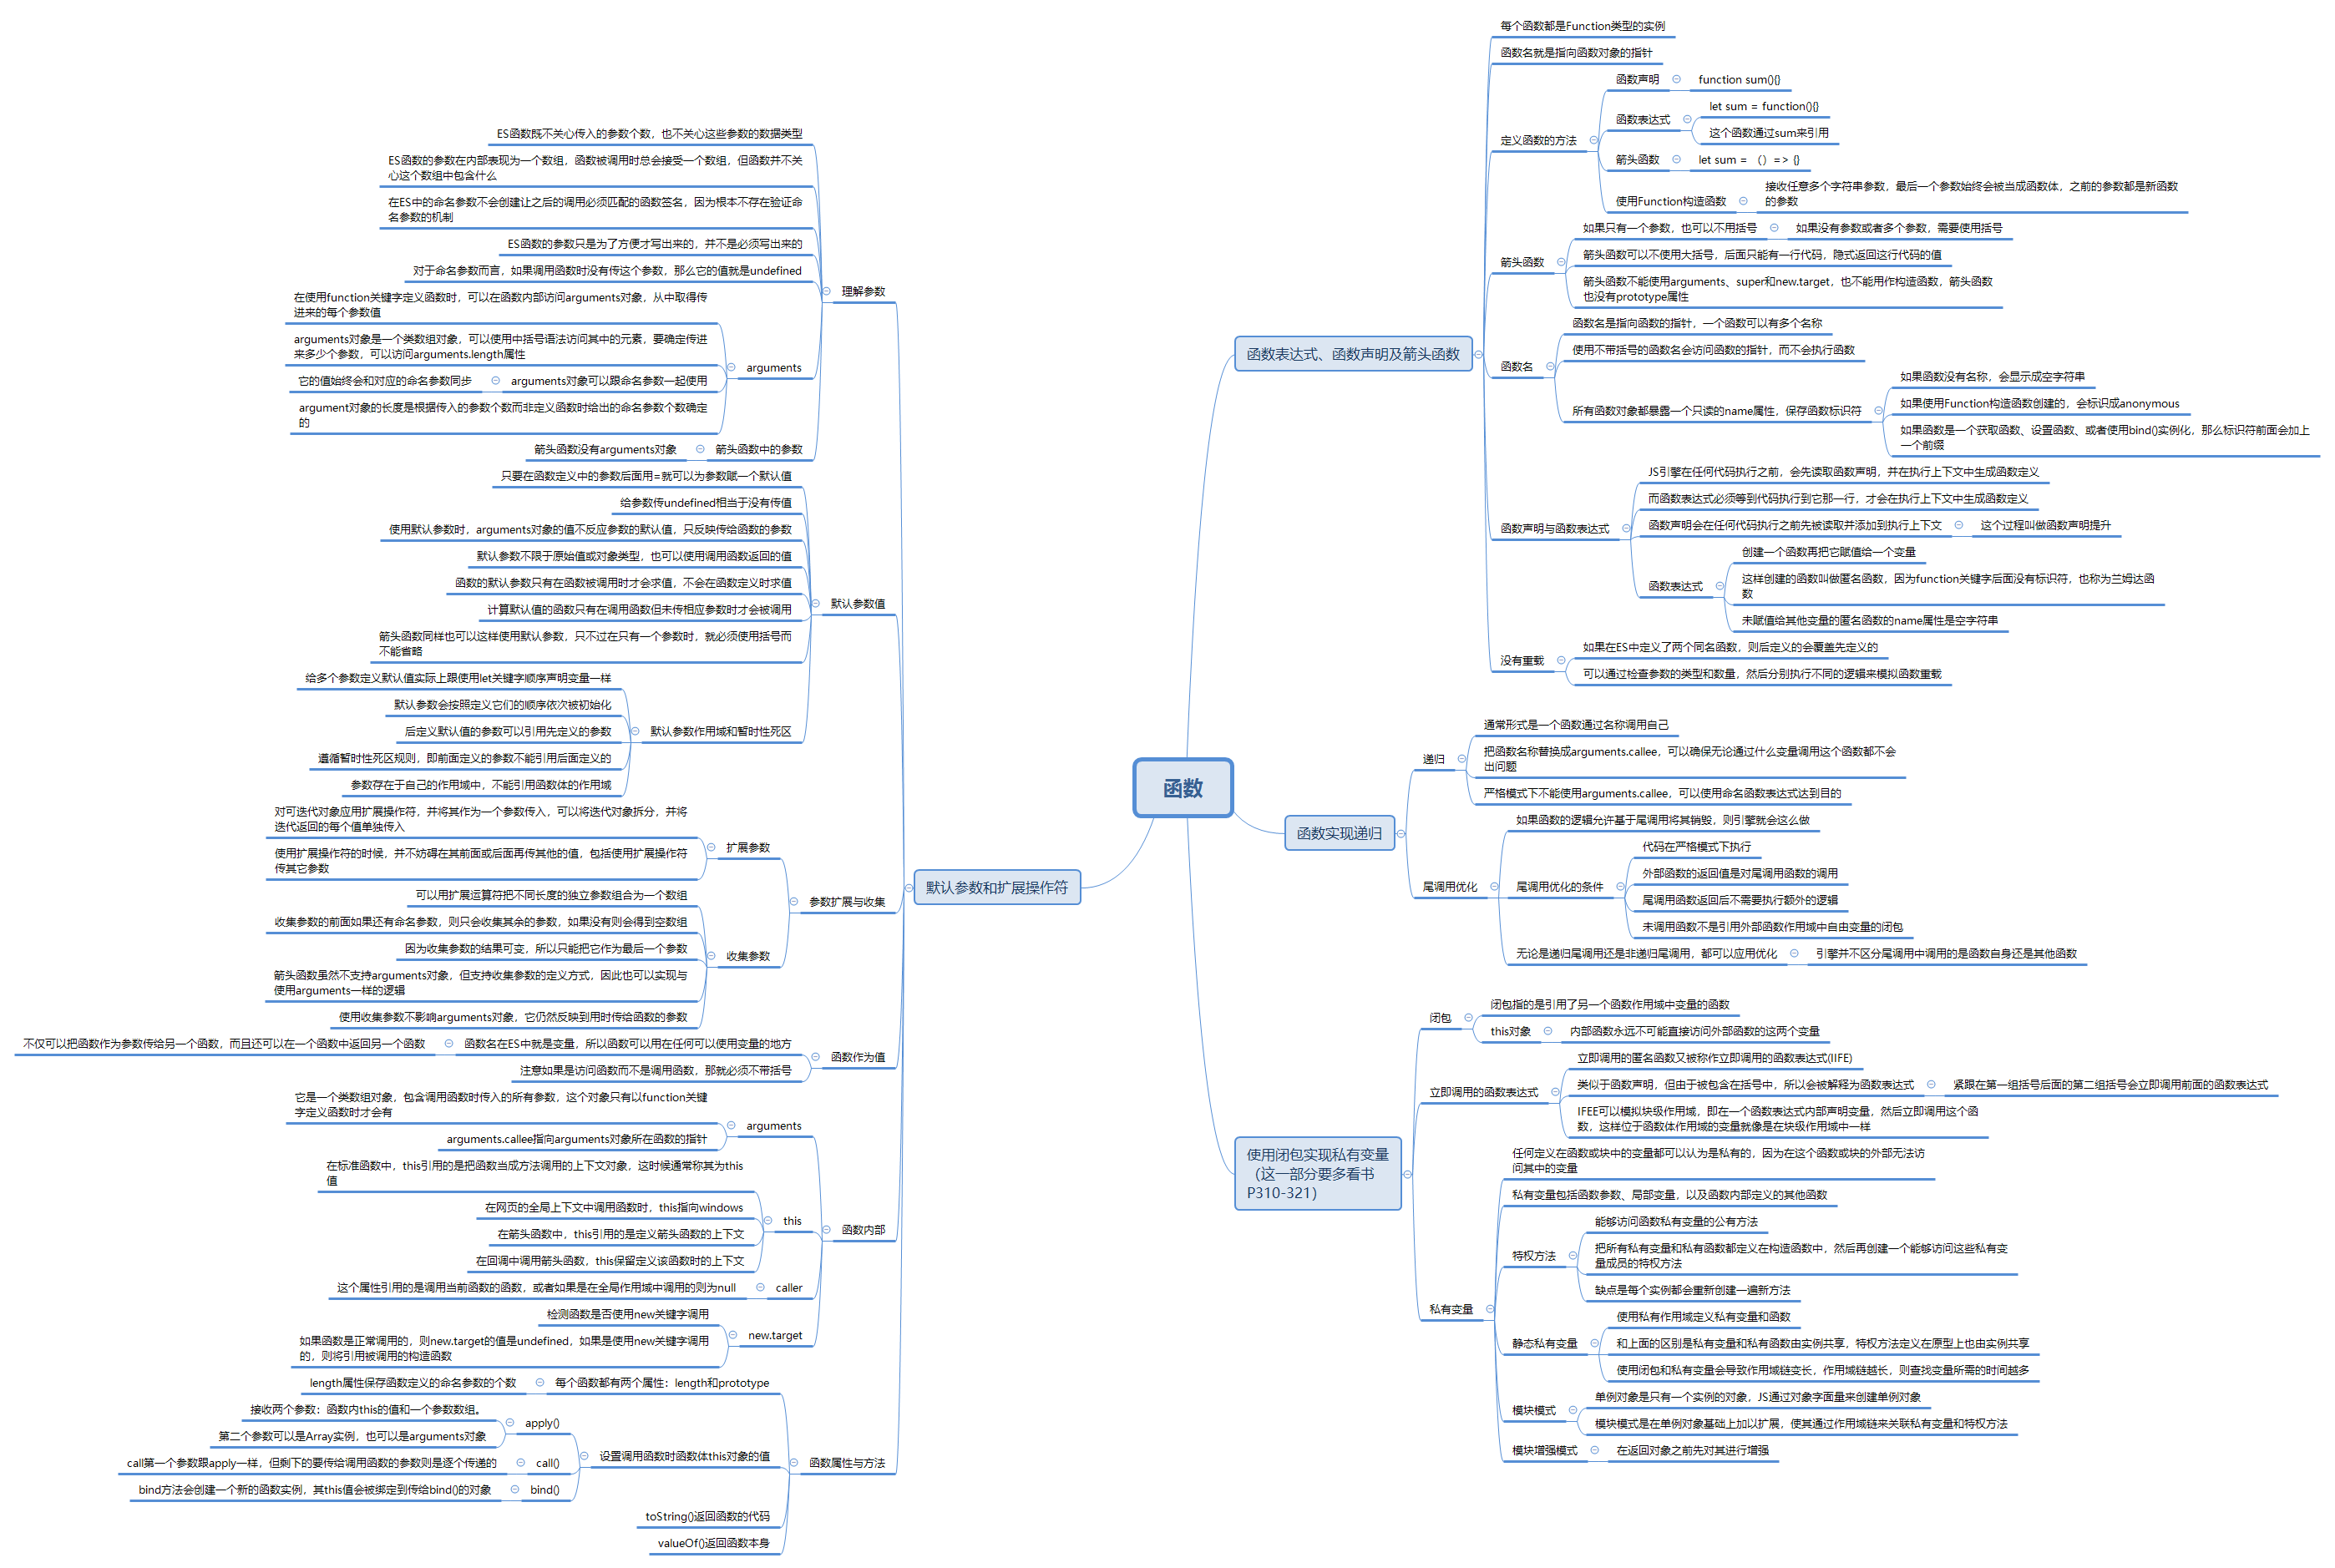 函数
函数表达式、函数声明及箭头函数
每个函数都是Function类型的实例
函数名就是指向函数对象的指针
定义函数的方法
函数声明
function sum(){}
函数表达式
let sum = function(){}
这个函数通过sum来引用
箭头函数
let sum = （）=> {}
使用Function构造函数
接收任意多个字符串参数，最后一个参数始终会被当成函数体，之前的参数都是新函数
的参数
箭头函数
如果只有一个参数，也可以不用括号
如果没有参数或者多个参数，需要使用括号
箭头函数可以不使用大括号，后面只能有一行代码，隐式返回这行代码的值
箭头函数不能使用arguments、super和new.target，也不能用作构造函数，箭头函数
也没有prototype属性
函数名
函数名是指向函数的指针，一个函数可以有多个名称
使用不带括号的函数名会访问函数的指针，而不会执行函数
所有函数对象都暴露一个只读的name属性，保存函数标识符
如果函数没有名称，会显示成空字符串
如果使用Function构造函数创建的，会标识成anonymous
如果函数是一个获取函数、设置函数、或者使用bind()实例化，那么标识符前面会加上
一个前缀
函数声明与函数表达式
JS引擎在任何代码执行之前，会先读取函数声明，并在执行上下文中生成函数定义
而函数表达式必须等到代码执行到它那一行，才会在执行上下文中生成函数定义
函数声明会在任何代码执行之前先被读取并添加到执行上下文
这个过程叫做函数声明提升
函数表达式
创建一个函数再把它赋值给一个变量
这样创建的函数叫做匿名函数，因为function关键字后面没有标识符，也称为兰姆达函
数
未赋值给其他变量的匿名函数的name属性是空字符串
没有重载
如果在ES中定义了两个同名函数，则后定义的会覆盖先定义的
可以通过检查参数的类型和数量，然后分别执行不同的逻辑来模拟函数重载
函数实现递归
递归
通常形式是一个函数通过名称调用自己
把函数名称替换成arguments.callee，可以确保无论通过什么变量调用这个函数都不会
出问题
严格模式下不能使用arguments.callee，可以使用命名函数表达式达到目的
尾调用优化
如果函数的逻辑允许基于尾调用将其销毁，则引擎就会这么做
尾调用优化的条件
代码在严格模式下执行
外部函数的返回值是对尾调用函数的调用
尾调用函数返回后不需要执行额外的逻辑
未调用函数不是引用外部函数作用域中自由变量的闭包
无论是递归尾调用还是非递归尾调用，都可以应用优化
引擎并不区分尾调用中调用的是函数自身还是其他函数
使用闭包实现私有变量
（这一部分要多看书
P310-321）
闭包
闭包指的是引用了另一个函数作用域中变量的函数
this对象
内部函数永远不可能直接访问外部函数的这两个变量
立即调用的函数表达式
立即调用的匿名函数又被称作立即调用的函数表达式(IIFE)
类似于函数声明，但由于被包含在括号中，所以会被解释为函数表达式
紧跟在第一组括号后面的第二组括号会立即调用前面的函数表达式
IFEE可以模拟块级作用域，即在一个函数表达式内部声明变量，然后立即调用这个函
数，这样位于函数体作用域的变量就像是在块级作用域中一样
私有变量
任何定义在函数或块中的变量都可以认为是私有的，因为在这个函数或块的外部无法访
问其中的变量
私有变量包括函数参数、局部变量，以及函数内部定义的其他函数
特权方法
能够访问函数私有变量的公有方法
把所有私有变量和私有函数都定义在构造函数中，然后再创建一个能够访问这些私有变
量成员的特权方法
缺点是每个实例都会重新创建一遍新方法
静态私有变量
使用私有作用域定义私有变量和函数
和上面的区别是私有变量和私有函数由实例共享，特权方法定义在原型上也由实例共享
使用闭包和私有变量会导致作用域链变长，作用域链越长，则查找变量所需的时间越多
模块模式
单例对象是只有一个实例的对象，JS通过对象字面量来创建单例对象
模块模式是在单例对象基础上加以扩展，使其通过作用域链来关联私有变量和特权方法
模块增强模式
在返回对象之前先对其进行增强
默认参数和扩展操作符
理解参数
ES函数既不关心传入的参数个数，也不关心这些参数的数据类型
ES函数的参数在内部表现为一个数组，函数被调用时总会接受一个数组，但函数并不关
心这个数组中包含什么
在ES中的命名参数不会创建让之后的调用必须匹配的函数签名，因为根本不存在验证命
名参数的机制
ES函数的参数只是为了方便才写出来的，并不是必须写出来的
对于命名参数而言，如果调用函数时没有传这个参数，那么它的值就是undefined
arguments
在使用function关键字定义函数时，可以在函数内部访问arguments对象，从中取得传
进来的每个参数值
arguments对象是一个类数组对象，可以使用中括号语法访问其中的元素，要确定传进
来多少个参数，可以访问arguments.length属性
arguments对象可以跟命名参数一起使用
它的值始终会和对应的命名参数同步
argument对象的长度是根据传入的参数个数而非定义函数时给出的命名参数个数确定
的
箭头函数中的参数
箭头函数没有arguments对象
默认参数值
只要在函数定义中的参数后面用=就可以为参数赋一个默认值
给参数传undefined相当于没有传值
使用默认参数时，arguments对象的值不反应参数的默认值，只反映传给函数的参数
默认参数不限于原始值或对象类型，也可以使用调用函数返回的值
函数的默认参数只有在函数被调用时才会求值，不会在函数定义时求值
计算默认值的函数只有在调用函数但未传相应参数时才会被调用
箭头函数同样也可以这样使用默认参数，只不过在只有一个参数时，就必须使用括号而
不能省略
默认参数作用域和暂时性死区
给多个参数定义默认值实际上跟使用let关键字顺序声明变量一样
默认参数会按照定义它们的顺序依次被初始化
后定义默认值的参数可以引用先定义的参数
遵循暂时性死区规则，即前面定义的参数不能引用后面定义的
参数存在于自己的作用域中，不能引用函数体的作用域
参数扩展与收集
扩展参数
对可迭代对象应用扩展操作符，并将其作为一个参数传入，可以将迭代对象拆分，并将
迭代返回的每个值单独传入
使用扩展操作符的时候，并不妨碍在其前面或后面再传其他的值，包括使用扩展操作符
传其它参数
收集参数
可以用扩展运算符把不同长度的独立参数组合为一个数组
收集参数的前面如果还有命名参数，则只会收集其余的参数，如果没有则会得到空数组
因为收集参数的结果可变，所以只能把它作为最后一个参数
箭头函数虽然不支持arguments对象，但支持收集参数的定义方式，因此也可以实现与
使用arguments一样的逻辑
使用收集参数不影响arguments对象，它仍然反映到用时传给函数的参数
函数作为值
函数名在ES中就是变量，所以函数可以用在任何可以使用变量的地方
不仅可以把函数作为参数传给另一个函数，而且还可以在一个函数中返回另一个函数
注意如果是访问函数而不是调用函数，那就必须不带括号
函数内部
arguments
它是一个类数组对象，包含调用函数时传入的所有参数，这个对象只有以function关键
字定义函数时才会有
arguments.callee指向arguments对象所在函数的指针
this
在标准函数中，this引用的是把函数当成方法调用的上下文对象，这时候通常称其为this
值
在网页的全局上下文中调用函数时，this指向windows
在箭头函数中，this引用的是定义箭头函数的上下文
在回调中调用箭头函数，this保留定义该函数时的上下文
caller
这个属性引用的是调用当前函数的函数，或者如果是在全局作用域中调用的则为null
new.target
检测函数是否使用new关键字调用
如果函数是正常调用的，则new.target的值是undefined，如果是使用new关键字调用
的，则将引用被调用的构造函数
函数属性与方法
每个函数都有两个属性：length和prototype
length属性保存函数定义的命名参数的个数
设置调用函数时函数体this对象的值
apply()
接收两个参数：函数内this的值和一个参数数组。
第二个参数可以是Array实例，也可以是arguments对象
call()
call第一个参数跟apply一样，但剩下的要传给调用函数的参数则是逐个传递的
bind()
bind方法会创建一个新的函数实例，其this值会被绑定到传给bind()的对象
toString()返回函数的代码
valueOf()返回函数本身